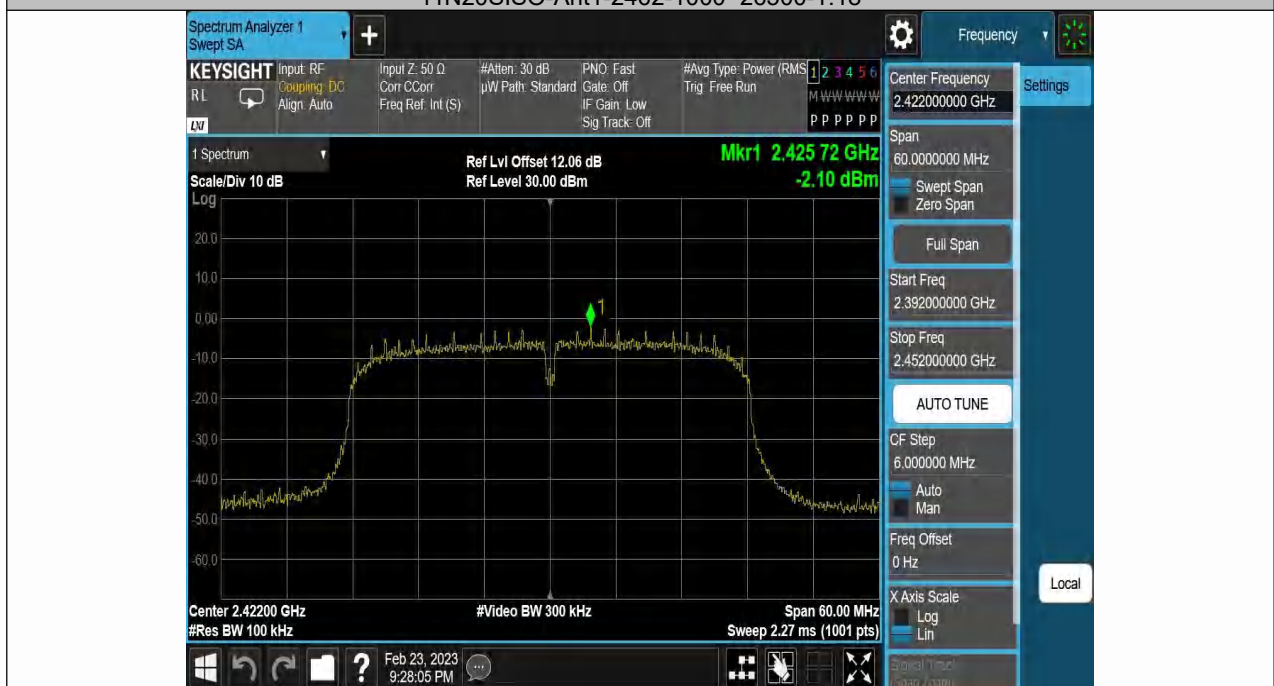 Spectrum Analyzer 1
Swept SA
Frequency
KEYSIGHT
RL
LXI
Input: RF
Coupling: DC
Align: Auto
Input Z: 50 Ω
Corr CCorr
Freq Ref: Int (S)
#Atten: 30 dB
µW Path: Standard
PNO: Fast
Gate: Off
IF Gain: Low
Sig Track: Off
#Avg Type: Power (RMS
Trig: Free Run
1 2 3 4 5 6
M W W W W W
P P P P P P
Center Frequency
2.422000000 GHz
Settings
Span
60.0000000 MHz
Swept Span
Zero Span
Full Span
Start Freq
2.392000000 GHz
Stop Freq
2.452000000 GHz
AUTO TUNE
CF Step
6.000000 MHz
Auto
Man
Freq Offset
0 Hz
X Axis Scale
Log
Lin
Local
1 Spectrum
Scale/Div 10 dB
Log
Ref Lvl Offset 12.06 dB
Ref Level 30.00 dBm
Mkr1 2.425 72 GHz
-2.10 dBm
20.0
10.0
0.00
-10.0
-20.0
-30.0
-40.0
-50.0
-60.0
1
Center 2.42200 GHz
#Res BW 100 kHz
#Video BW 300 kHz
Span 60.00 MHz
Sweep 2.27 ms (1001 pts)
?
Feb 23, 2023
9:28:05 PM